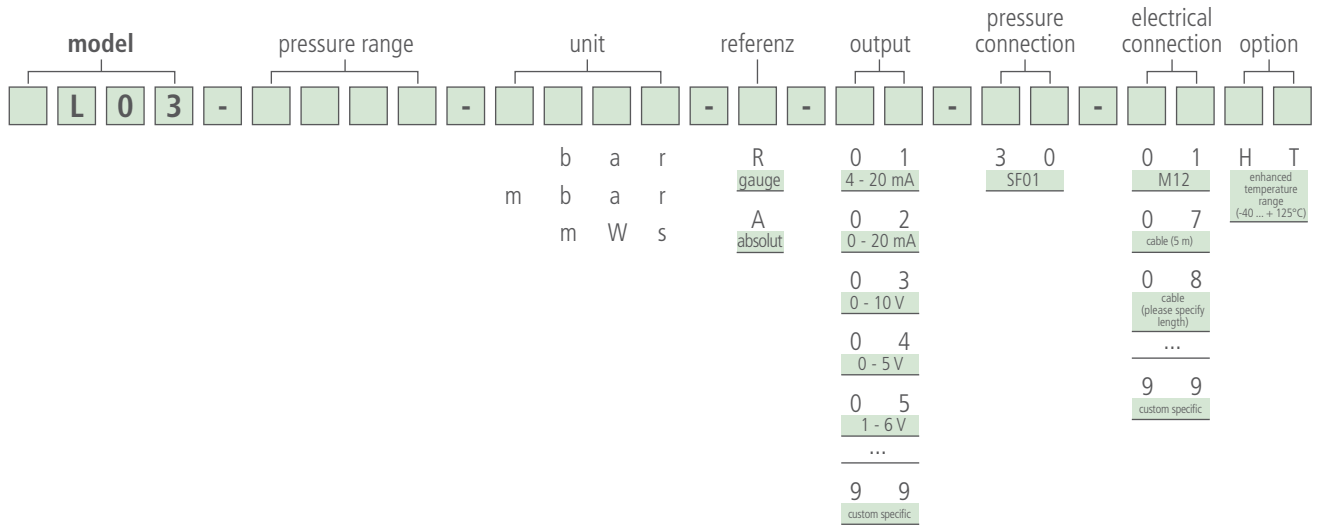 model pressure range unit referenz output pressure connection electrical connection option
L 0 3 - - - - - -
b a r R 0 1 3 0 0 1 H T
gauge 4 - 20 mA SF01 M12 enhanced
temperature
range
(-40 ... + 125°C)
m b a r
A 0 2 0 7
m W s absolut 0 - 20 mA cable (5 m)
0 3 0 8
0 - 10 V cable
(please specify
length)
0 4 ...
0 - 5 V
0 5 9 9
1 - 6 V custom specific
...
9 9
custom specific